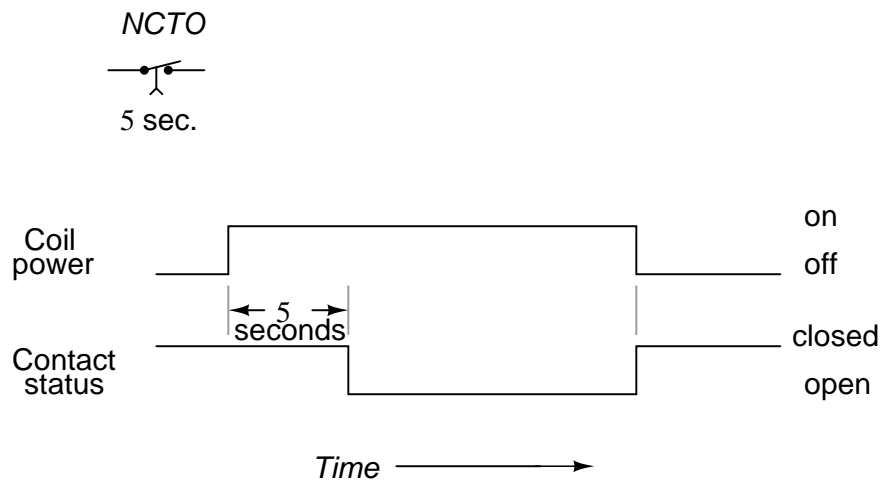 NCTO
5 sec.
Coil
power
on
off
5
seconds
Contact
status
closed
open
Time